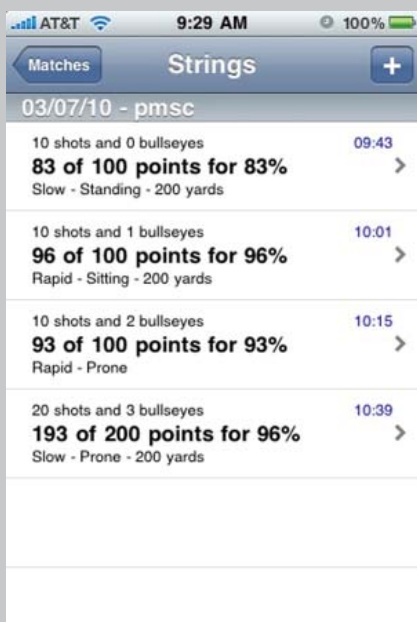 AT&T 9:29 AM 100%
Matches Strings +
03/07/10 - pmsc
10 shots and 0 bullseyes 09:43
83 of 100 points for 83%
Slow - Standing - 200 yards
10 shots and 1 bullseyes 10:01
96 of 100 points for 96%
Rapid - Sitting - 200 yards
10 shots and 2 bullseyes 10:15
93 of 100 points for 93%
Rapid - Prone
20 shots and 3 bullseyes 10:39
193 of 200 points for 96%
Slow - Prone - 200 yards